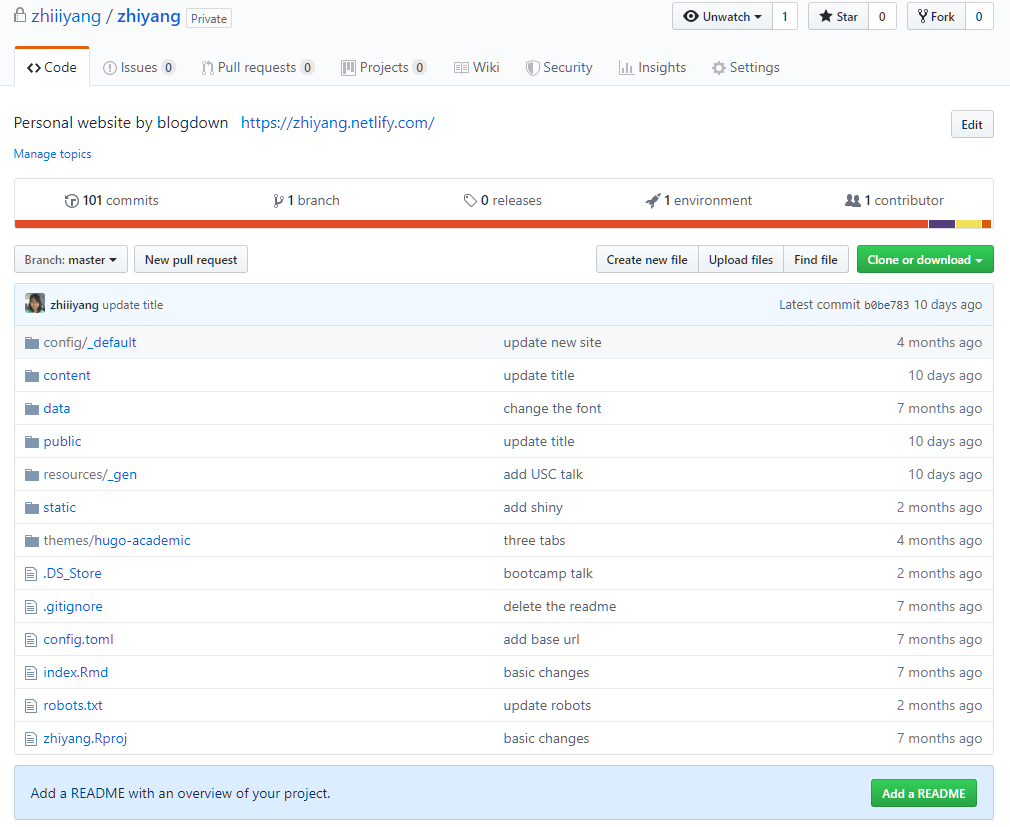 zhiiiyang / zhiyang Private Unwatch 1 Star 0 Fork 0
Code Issues 0 Pull requests 0 Projects 0 Wiki Security Insights Settings
Personal website by blogdown https://zhiyang.netlify.com/ Edit
Manage topics
101 commits 1 branch 0 releases 1 environment 1 contributor
Branch: master New pull request Create new file Upload files Find file Clone or download
zhiiiyang update title Latest commit b0be783 10 days ago
config/_default update new site 4 months ago
content update title 10 days ago
data change the font 7 months ago
public update title 10 days ago
resources/_gen add USC talk 10 days ago
static add shiny 2 months ago
themes/hugo-academic three tabs 4 months ago
.DS_Store bootcamp talk 2 months ago
.gitignore delete the readme 7 months ago
config.toml add base url 7 months ago
index.Rmd basic changes 7 months ago
robots.txt update robots 2 months ago
zhiyang.Rproj basic changes 7 months ago
Add a README with an overview of your project. Add a README